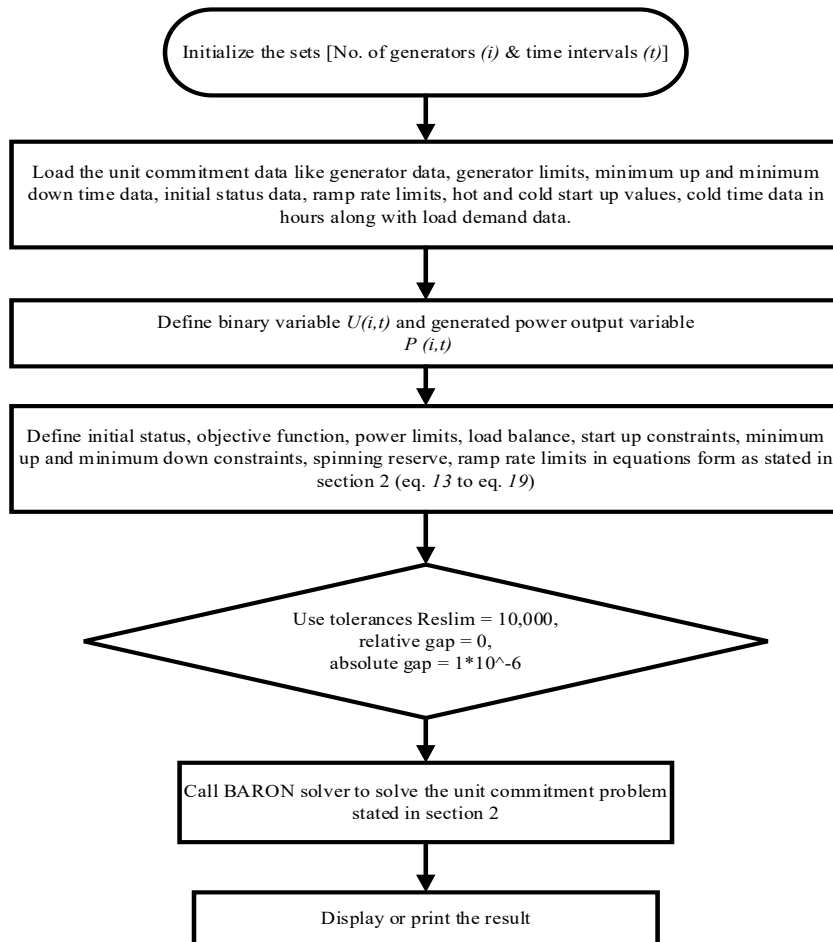 Initialize the sets [No. of generators (i) & time intervals (t)]
Load the unit commitment data like generator data, generator limits, minimum up and minimum
down time data, initial status data, ramp rate limits, hot and cold start up values, cold time data in
hours along with load demand data.
Define binary variable U(i,t) and generated power output variable
P (i,t)
Define initial status, objective function, power limits, load balance, start up constraints, minimum
up and minimum down constraints, spinning reserve, ramp rate limits in equations form as stated in
section 2 (eq. 13 to eq. 19)
Use tolerances Reslim = 10,000,
relative gap = 0,
absolute gap = 1*10^-6
Call BARON solver to solve the unit commitment problem
stated in section 2
Display or print the result